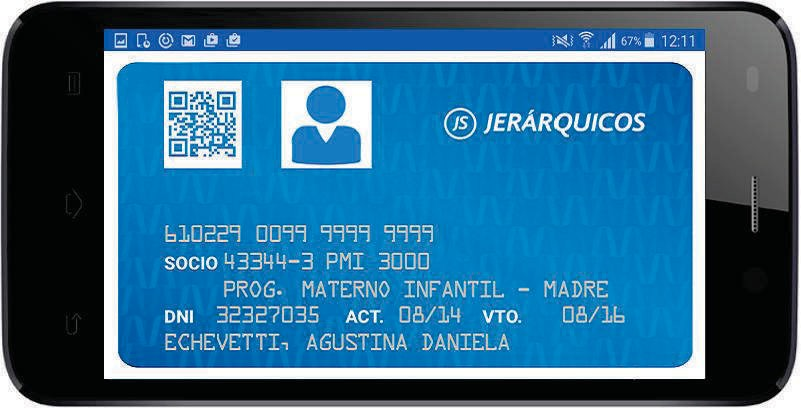 67% 12:11
JS JERÁRQUICOS
610229 0099 9999 9999
SOCIO 43344-3 PMI 3000
PROG. MATERNO INFANTIL - MADRE
DNI 32327035 ACT. 08/14 VTO. 08/16
ECHEVETTI, AGUSTINA DANIELA